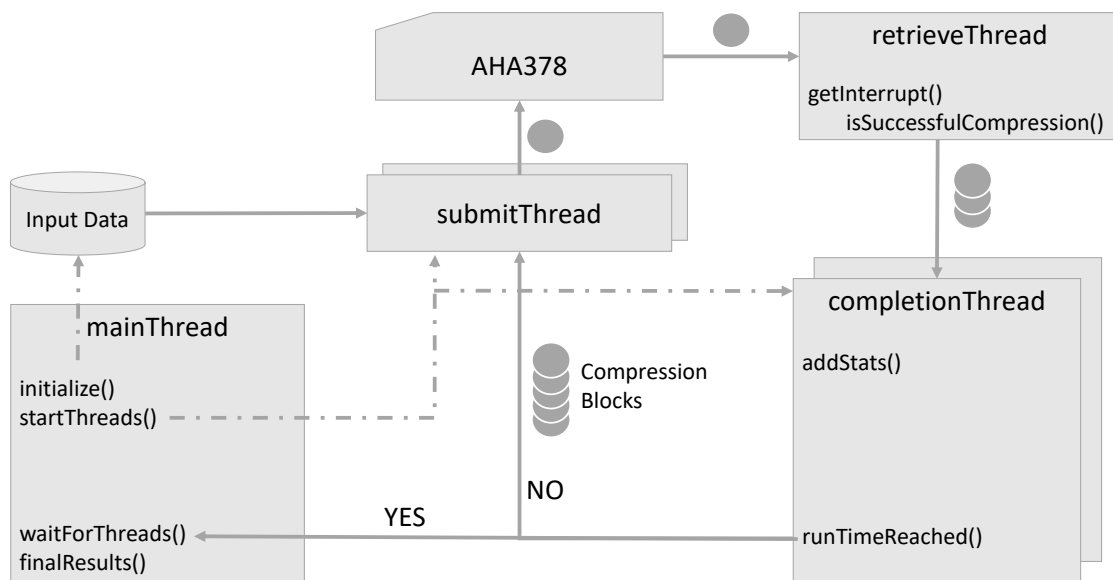 AHA378
retrieveThread
getInterrupt()
isSuccessfulCompression()
Input Data
submitThread
mainThread
initialize()
startThreads()
waitForThreads()
finalResults()
Compression
Blocks
NO
YES
completionThread
addStats()
runTimeReached()